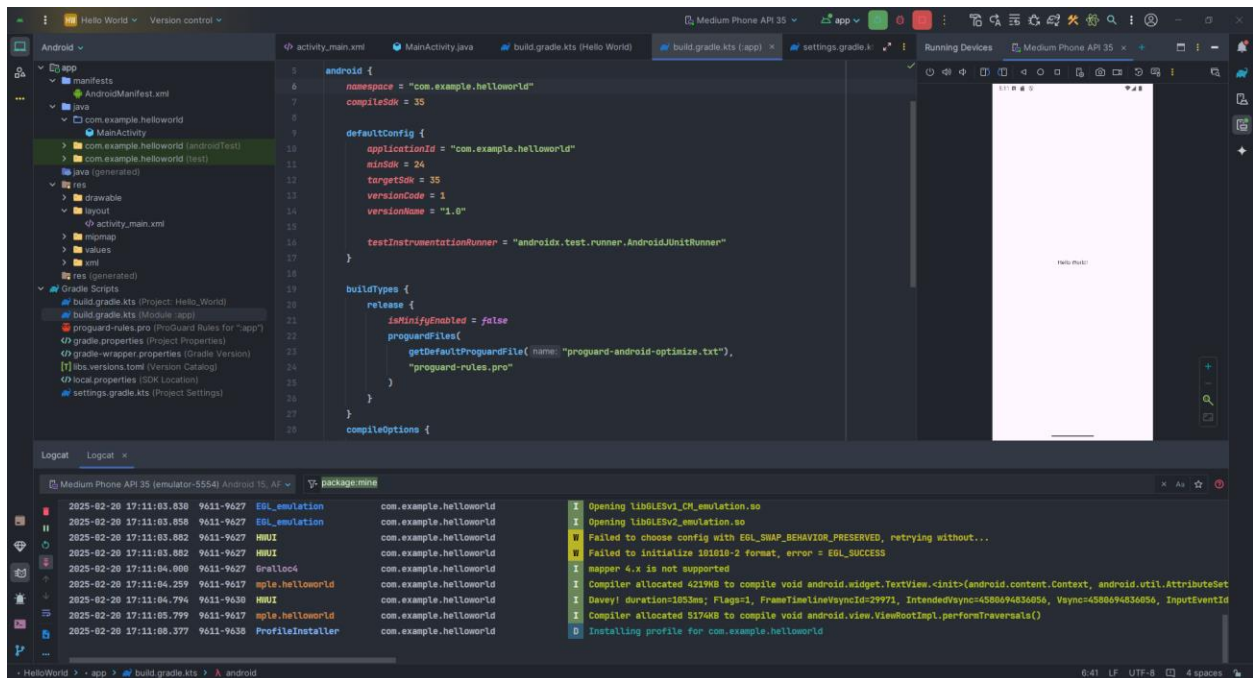 HW Hello World Version control Medium Phone API 35 app
Android
activity_main.xml MainActivity.java build.gradle.kts (Hello World) build.gradle.kts (:app) settings.gradle.k
Running Devices Medium Phone API 35
app
manifests
AndroidManifest.xml
java
com.example.helloworld
MainActivity
com.example.helloworld (androidTest)
com.example.helloworld (test)
java (generated)
res
drawable
layout
activity_main.xml
mipmap
values
xml
res (generated)
Gradle Scripts
build.gradle.kts (Project: Hello_World)
build.gradle.kts (Module :app)
proguard-rules.pro (ProGuard Rules for ":app")
gradle.properties (Project Properties)
gradle-wrapper.properties (Gradle Version)
libs.versions.toml (Version Catalog)
local.properties (SDK Location)
settings.gradle.kts (Project Settings)
5 android {
6 namespace = "com.example.helloworld"
7 compileSdk = 35
8
9 defaultConfig {
10 applicationId = "com.example.helloworld"
11 minSdk = 24
12 targetSdk = 35
13 versionCode = 1
14 versionName = "1.0"
15
16 testInstrumentationRunner = "androidx.test.runner.AndroidJUnitRunner"
17 }
18
19 buildTypes {
20 release {
21 isMinifyEnabled = false
22 proguardFiles(
23 getDefaultProguardFile( name: "proguard-android-optimize.txt"),
24 "proguard-rules.pro"
25 )
26 }
27 }
28 compileOptions {
Hello World!
Logcat Logcat
Medium Phone API 35 (emulator-5554) Android 15, AF package:mine
2025-02-20 17:11:03.830 9611-9627 EGL_emulation com.example.helloworld I Opening libGLESv1_CM_emulation.so
2025-02-20 17:11:03.858 9611-9627 EGL_emulation com.example.helloworld I Opening libGLESv2_emulation.so
2025-02-20 17:11:03.882 9611-9627 HWUI com.example.helloworld W Failed to choose config with EGL_SWAP_BEHAVIOR_PRESERVED, retrying without...
2025-02-20 17:11:03.882 9611-9627 HWUI com.example.helloworld W Failed to initialize 101010-2 format, error = EGL_SUCCESS
2025-02-20 17:11:04.000 9611-9627 Gralloc4 com.example.helloworld I mapper 4.x is not supported
2025-02-20 17:11:04.259 9611-9617 mple.helloworld com.example.helloworld I Compiler allocated 4219KB to compile void android.widget.TextView.<init>(android.content.Context, android.util.AttributeSet
2025-02-20 17:11:04.794 9611-9630 HWUI com.example.helloworld I Davey! duration=1053ms; Flags=1, FrameTimelineVsyncId=29971, IntendedVsync=4580694836056, Vsync=4580694836056, InputEventId
2025-02-20 17:11:05.799 9611-9617 mple.helloworld com.example.helloworld I Compiler allocated 5174KB to compile void android.view.ViewRootImpl.performTraversals()
2025-02-20 17:11:08.377 9611-9638 ProfileInstaller com.example.helloworld D Installing profile for com.example.helloworld
HelloWorld > app > build.gradle.kts > android 6:41 LF UTF-8 4 spaces